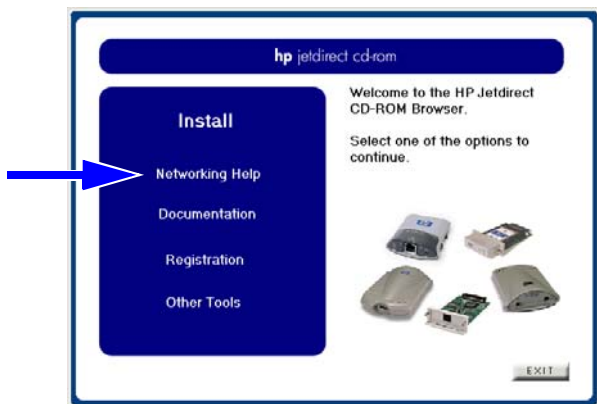 hp jetdirect cd-rom
Install
Networking Help
Documentation
Registration
Other Tools
Welcome to the HP Jetdirect
CD-ROM Browser.
Select one of the options to
continue.
EXIT